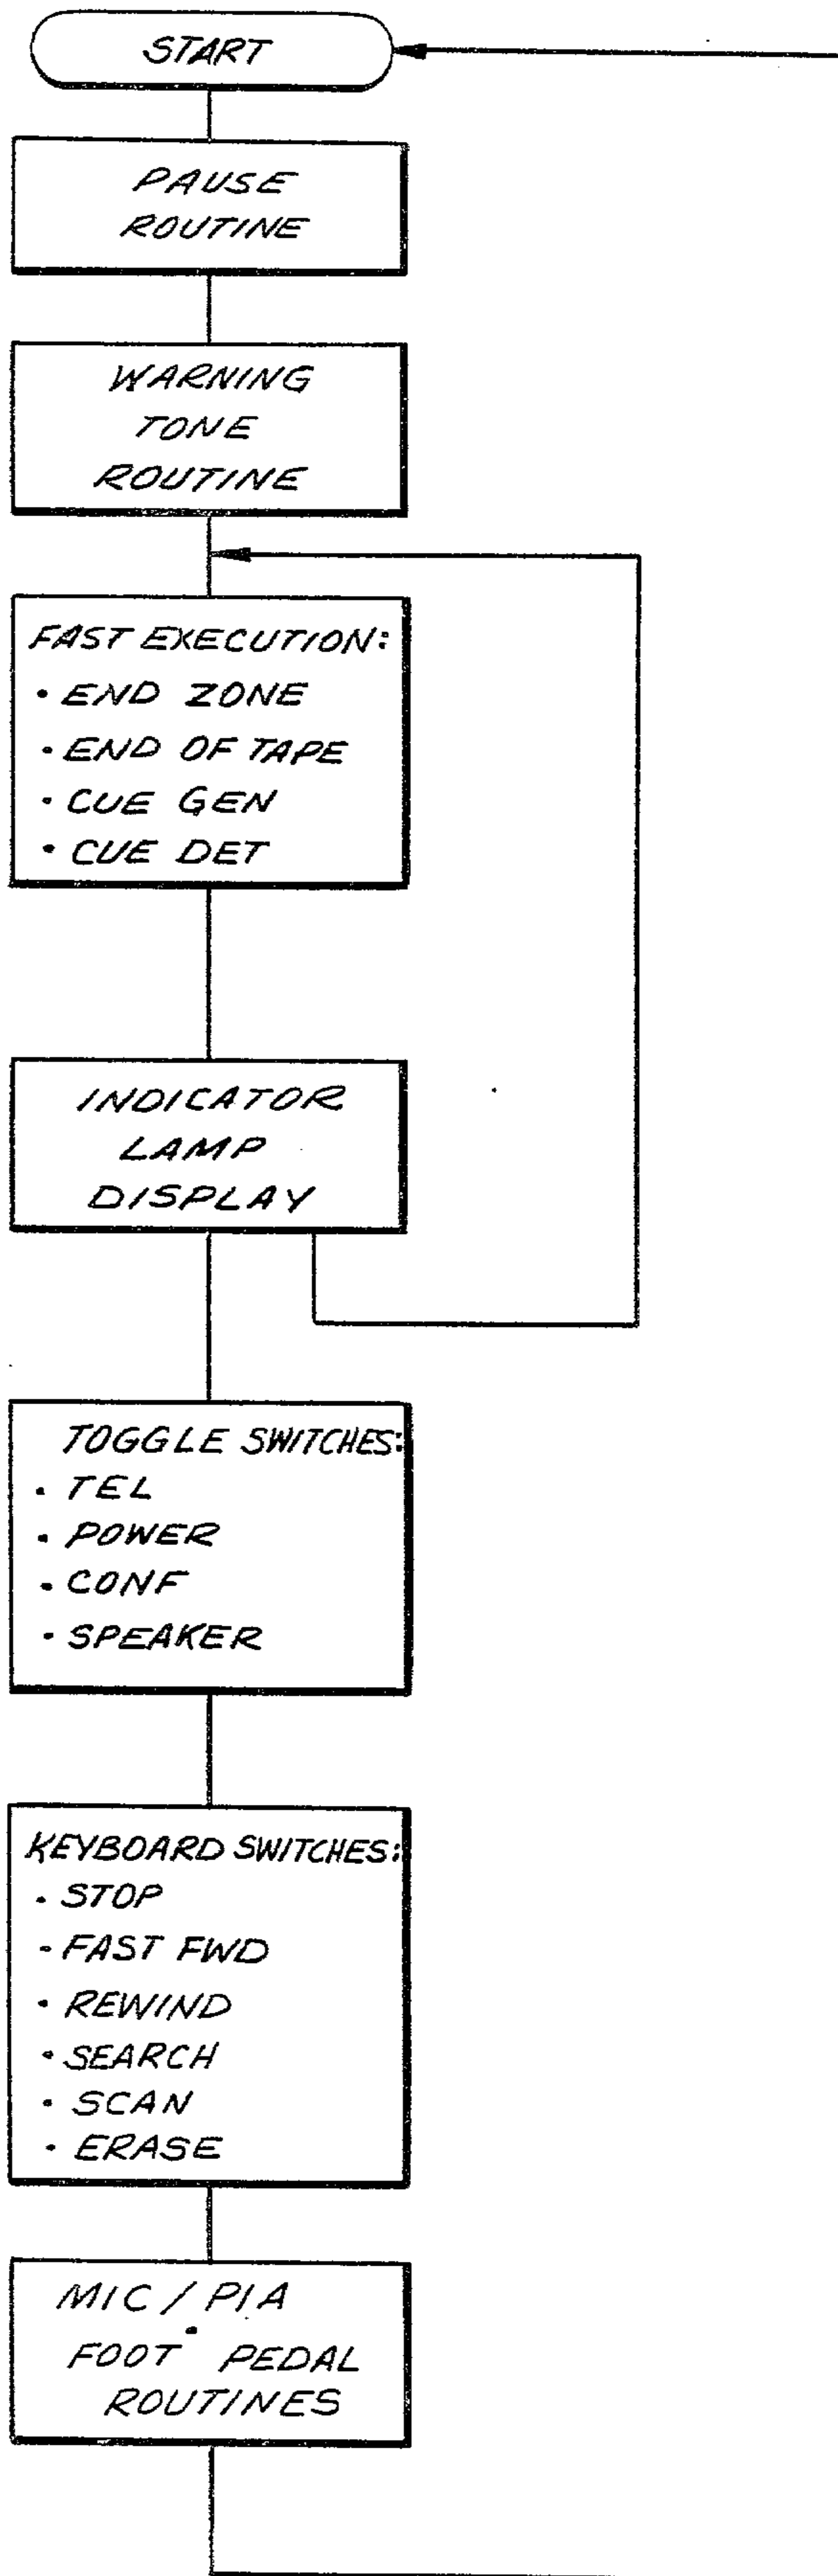 START
PAUSE
ROUTINE
WARNING
TONE
ROUTINE
FAST EXECUTION:
• END ZONE
• END OF TAPE
• CUE GEN
• CUE DET
INDICATOR
LAMP
DISPLAY
TOGGLE SWITCHES:
• TEL
• POWER
• CONF
• SPEAKER
KEYBOARD SWITCHES:
• STOP
• FAST FWD
• REWIND
• SEARCH
• SCAN
• ERASE
MIC / PIA
FOOT PEDAL
ROUTINES